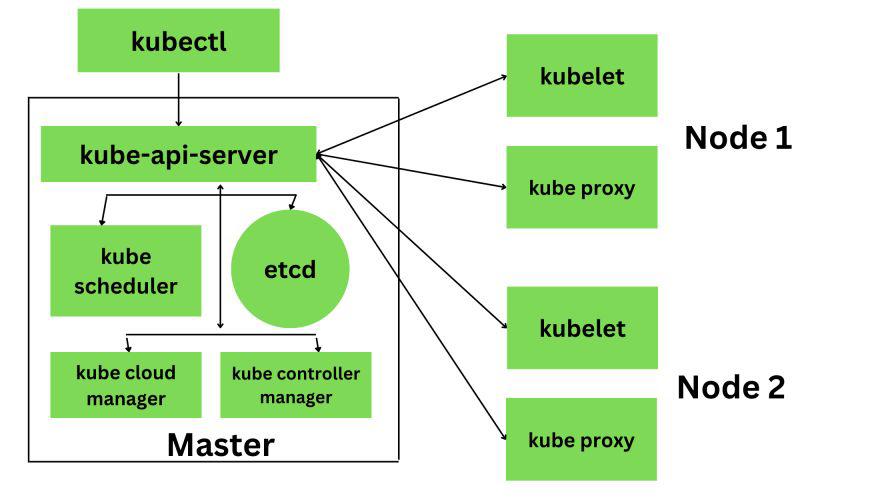 kubectl
kube-api-server
kube
scheduler
etcd
kube cloud
manager
kube controller
manager
Master
kubelet
kube proxy
Node 1
kubelet
kube proxy
Node 2